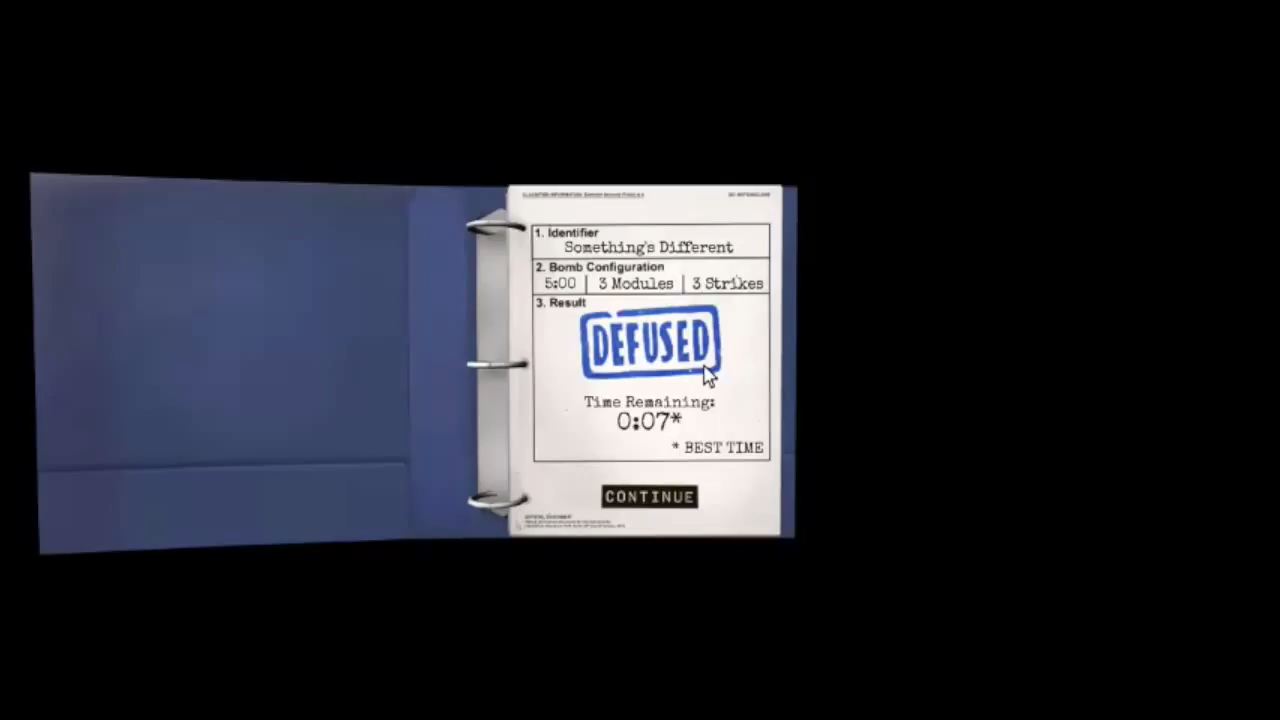 1. Identifier
Something's Different
2. Bomb Configuration
5:00 3 Modules 3 Strikes
3. Result
DEFUSED
Time Remaining:
0:07*
* BEST TIME
CONTINUE